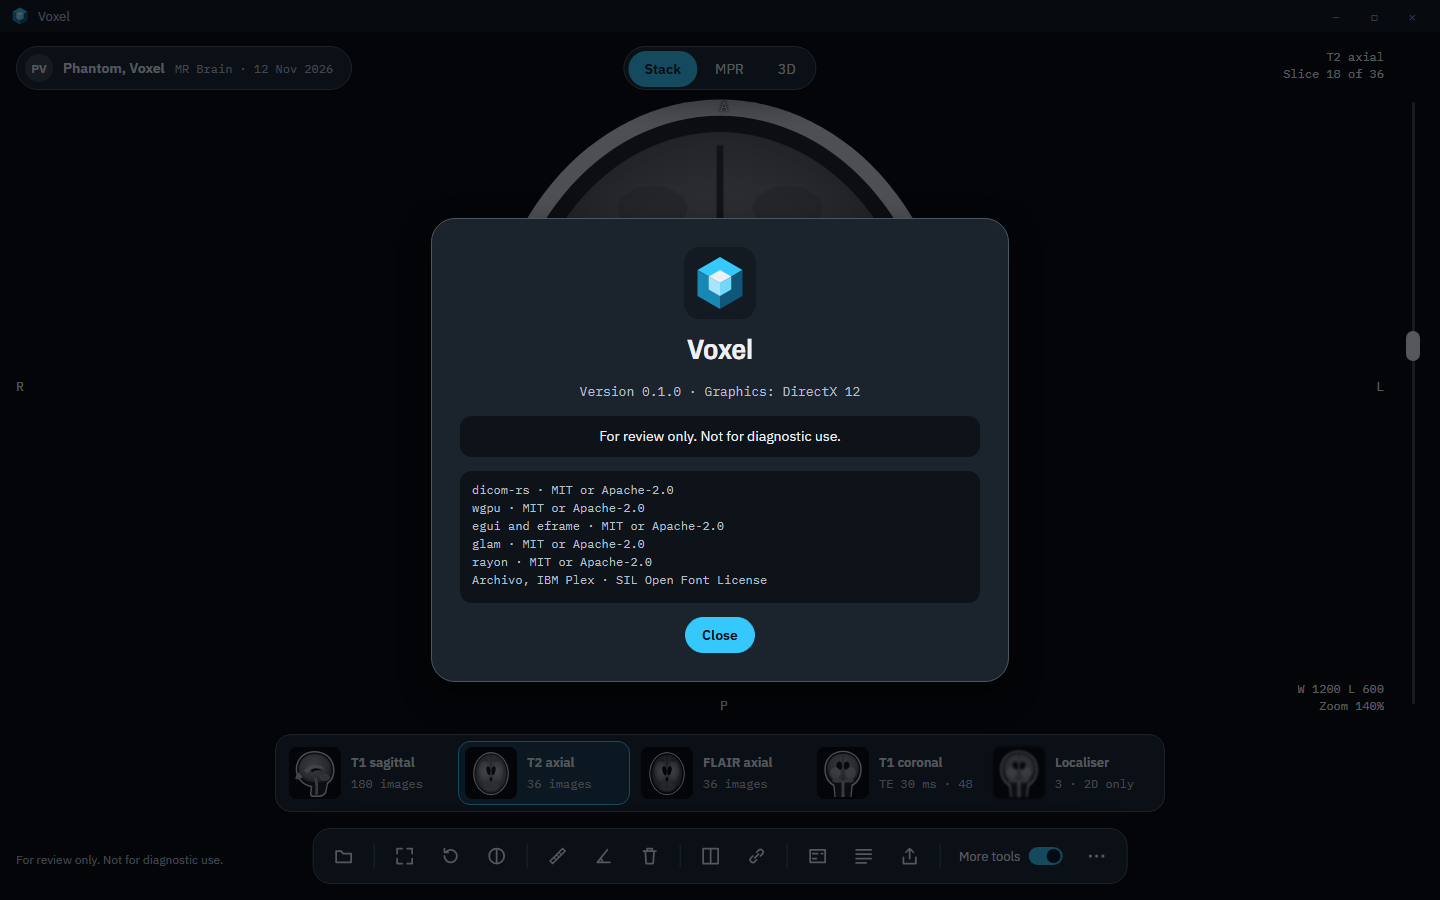 Voxel
PV Phantom, Voxel MR Brain · 12 Nov 2026
Stack MPR 3D
T2 axial
Slice 18 of 36
A
Voxel
Version 0.1.0 · Graphics: DirectX 12
For review only. Not for diagnostic use.
dicom-rs · MIT or Apache-2.0
wgpu · MIT or Apache-2.0
egui and eframe · MIT or Apache-2.0
glam · MIT or Apache-2.0
rayon · MIT or Apache-2.0
Archivo, IBM Plex · SIL Open Font License
Close
R
L
P
W 1200 L 600
Zoom 140%
T1 sagittal
180 images
T2 axial
36 images
FLAIR axial
36 images
T1 coronal
TE 30 ms · 48
Localiser
3 · 2D only
For review only. Not for diagnostic use.
More tools